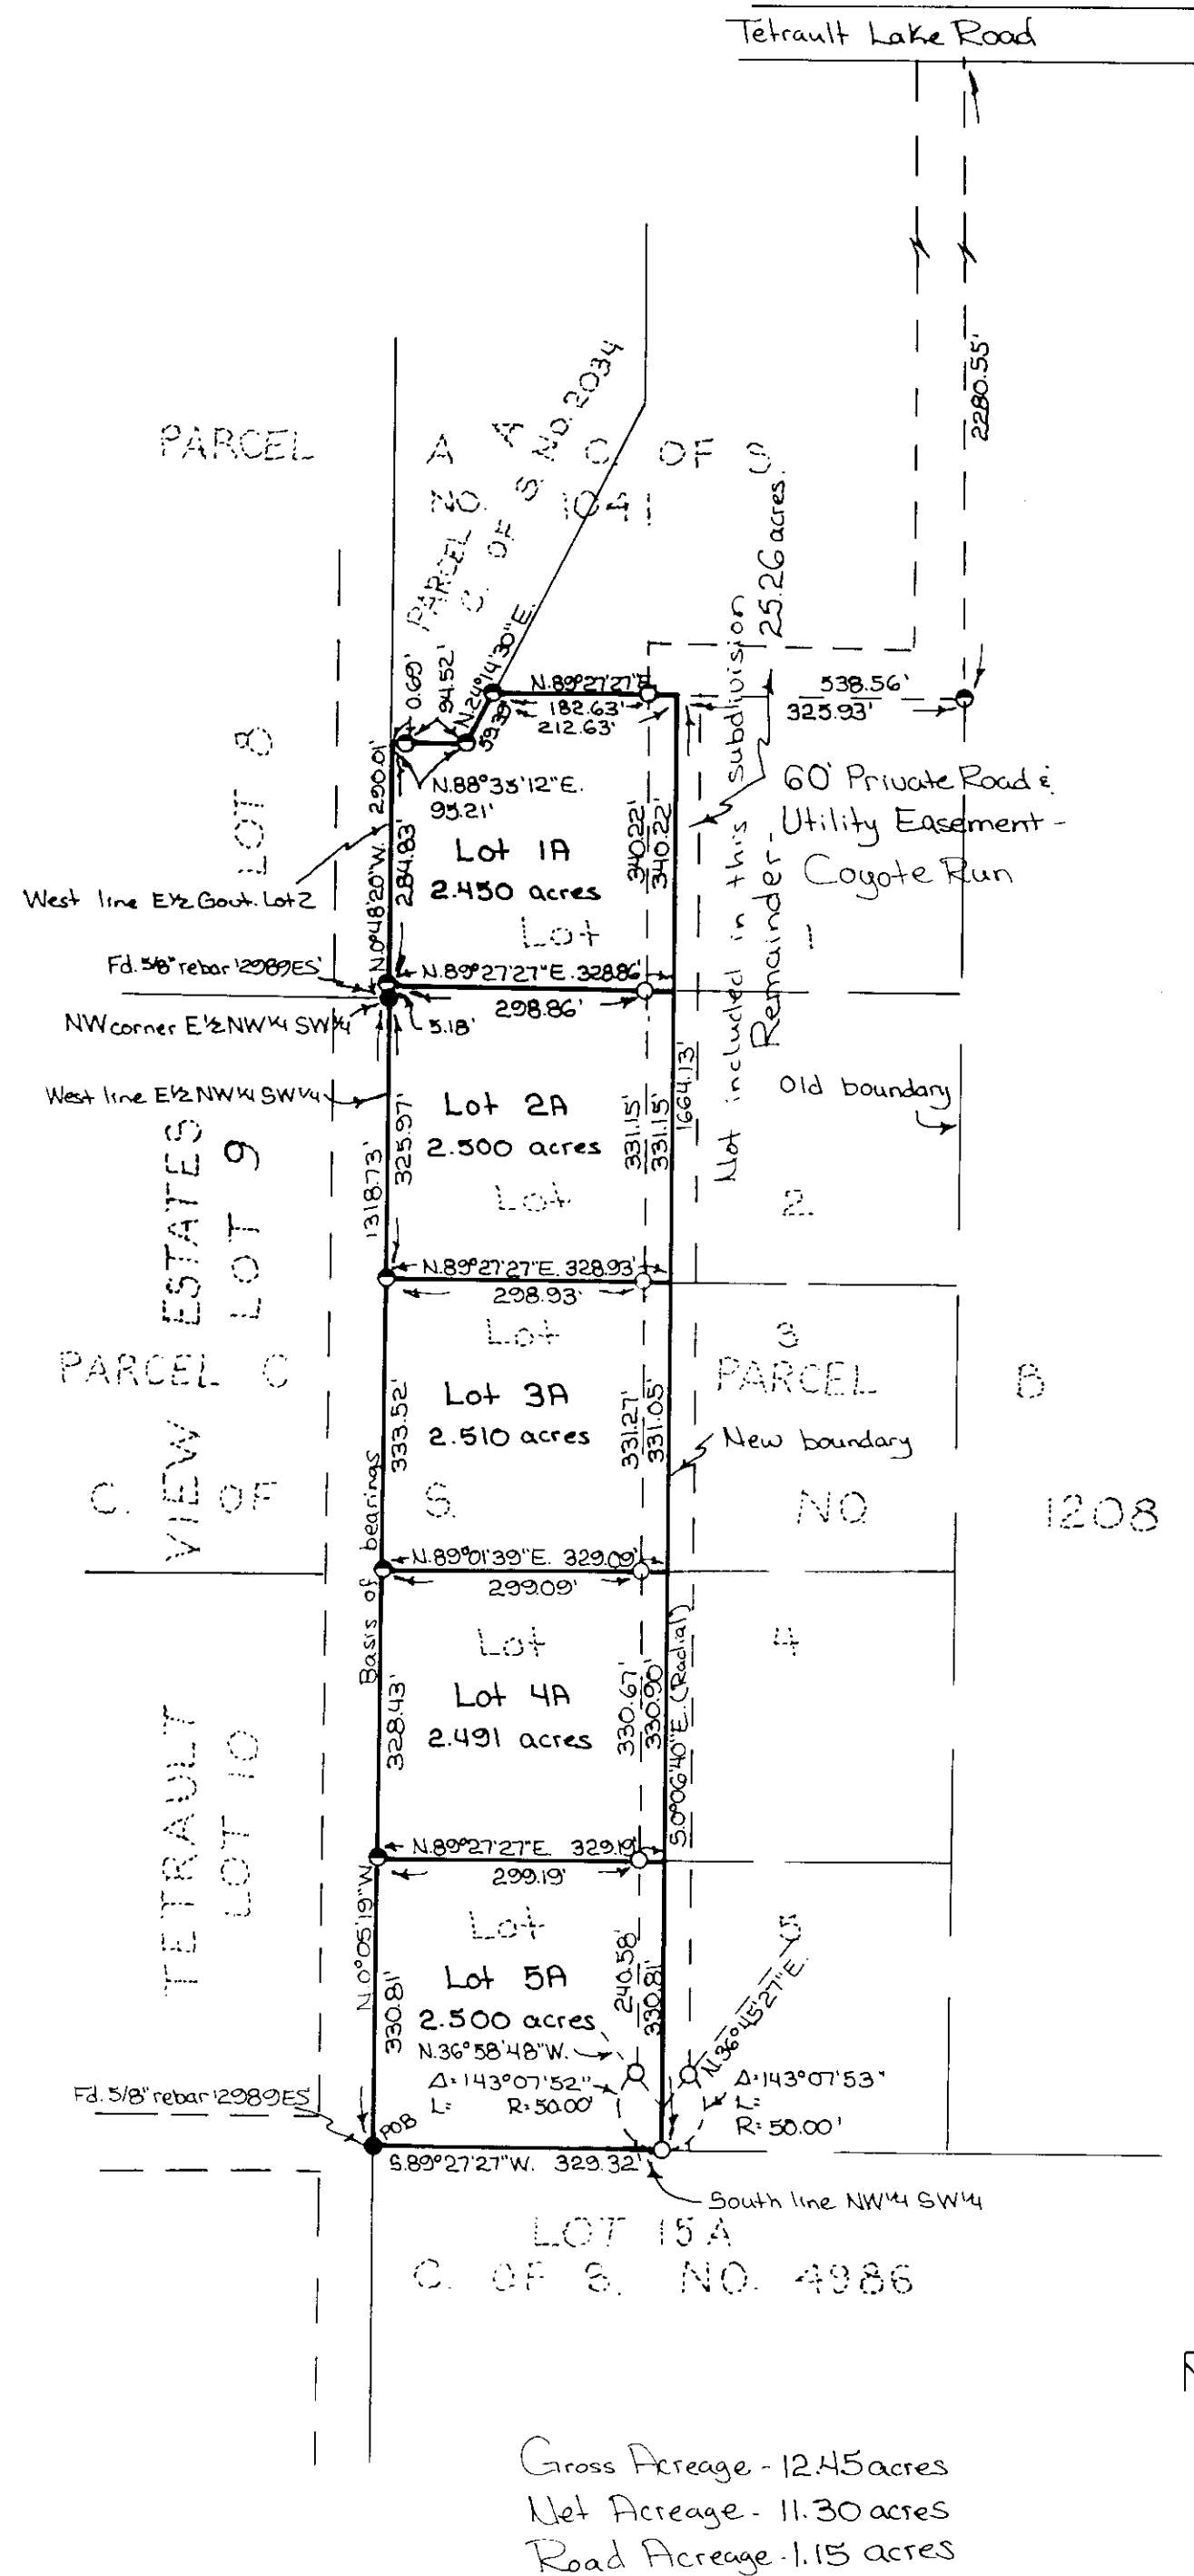 Tetrault Lake Road
2280.55'
PARCEL A C. OF S.
NO. 1041
PARCEL A
C. OF S. NO. 2034
25.26 acres.
Not included in this subdivision
Remainder-
LOT 8
0.69'
94.52'
N.24°14'30"E.
59.39'
N.89°27'27"E
182.63'
212.63'
538.56'
325.93'
N.88°35'12"E.
95.21'
60' Private Road &
Utility Easement -
Coyote Run
290.01'
N.0°48'20"W.
284.83'
Lot 1A
2.450 acres
Lot 1
340.22'
340.22'
West line E½ Govt. Lot 2
Fd. 5/8" rebar 12989ES
N.89°27'27"E. 328.86'
298.86'
NW corner E½ NW¼ SW¼
5.18'
West line E½ NW¼ SW¼
Old boundary
1664.13'
1318.73'
325.97'
Lot 2A
2.500 acres
331.15'
331.15'
Lot 2
LOT 9
N.89°27'27"E. 328.93'
298.93'
Lot 3
PARCEL C
PARCEL B
Lot 3A
2.510 acres
333.52'
331.27'
331.05'
New boundary
C. OF S. NO 1208
Basis of bearings
N.89°01'39"E. 329.09'
299.09'
Lot 4
Lot 4A
2.491 acres
328.43'
330.67'
330.90'
S.0°06'40"E. (Radial)
TETRAULT VIEW ESTATES
LOT 10
N.89°27'27"E. 329.19'
299.19'
N.0°05'19"W
Lot 5
Lot 5A
2.500 acres
330.81'
240.58'
330.81'
N.36°45'27"E.
N.36°58'48"W.
Δ=143°07'52"
L= R=50.00'
Δ=143°07'53"
L=
R=50.00'
Fd. 5/8" rebar 12989ES
POB
S.89°27'27"W. 329.32'
South line NW¼ SW¼
LOT 15A
C. OF S. NO. 4986
Gross Acreage - 12.45 acres
Net Acreage - 11.30 acres
Road Acreage - 1.15 acres